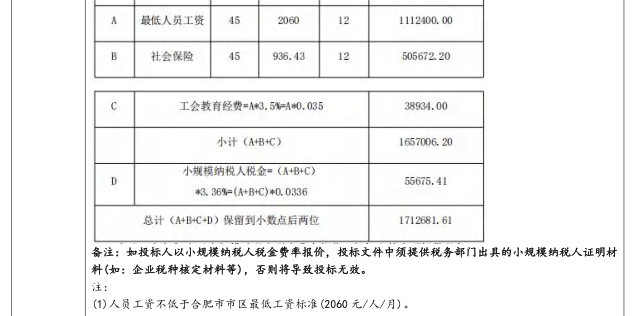 A 最低人员工资 45 2060 12 1112400.00
B 社会保险 45 936.43 12 505672.20
C 工会教育经费=A*3.5%=A*0.035 38934.00
小计（A+B+C） 1657006.20
小规模纳税人税金=（A+B+C）
D 55675.41
*3.36%=(A+B+C)*0.0336
总计（A+B+C+D）保留到小数点后两位 1712681.61
备注：如投标人以小规模纳税人税金费率报价，投标文件中须提供税务部门出具的小规模纳税人证明材
料(如：企业税种核定材料等)，否则将导致投标无效。
注：
(1)人员工资不低于合肥市市区最低工资标准(2060 元/人/月)。